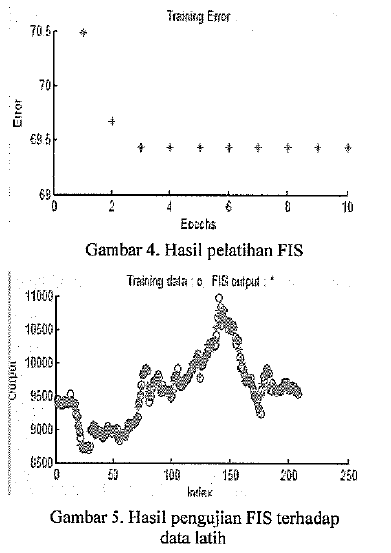 Training Error
70.5
70
69.5
69
Error
0 2 4 6 8 10
Epochs
Gambar 4. Hasil pelatihan FIS
Training data : o FIS output : *
11000
10500
10000
9500
9000
8500
Output
0 50 100 150 200 250
Index
Gambar 5. Hasil pengujian FIS terhadap
data latih